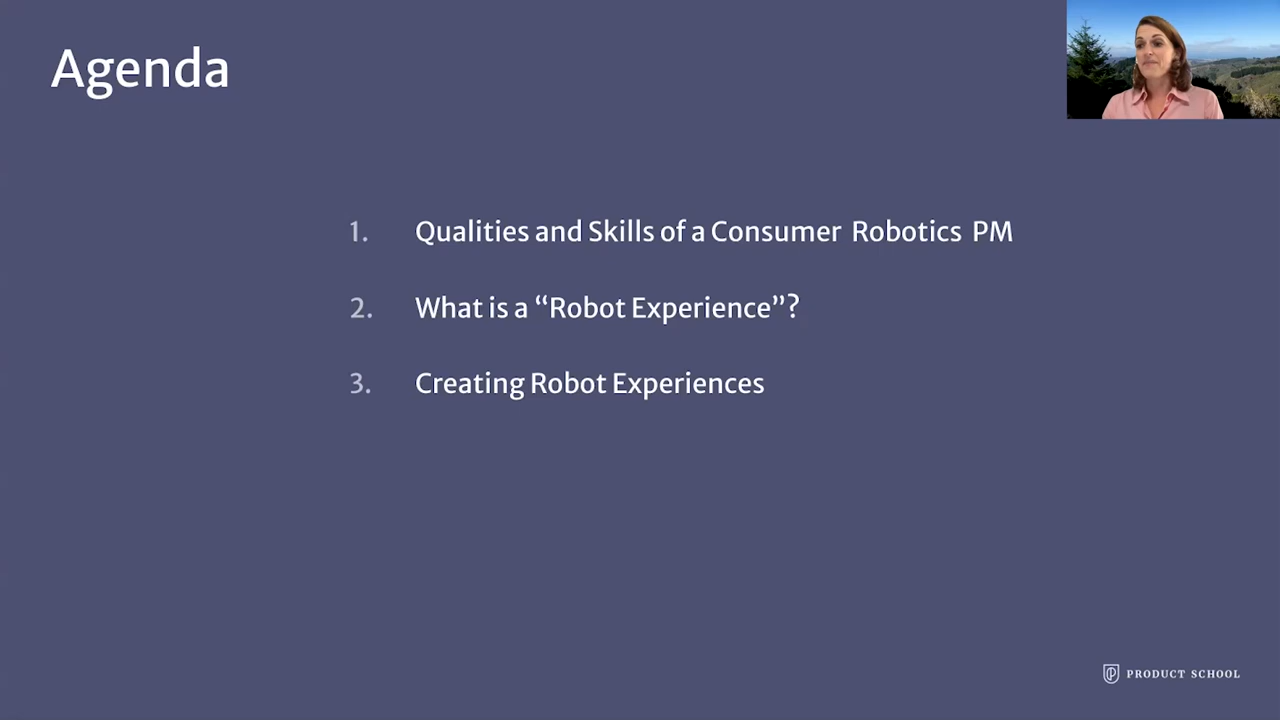 Agenda
1. Qualities and Skills of a Consumer Robotics PM
2. What is a “Robot Experience”?
3. Creating Robot Experiences
PRODUCT SCHOOL